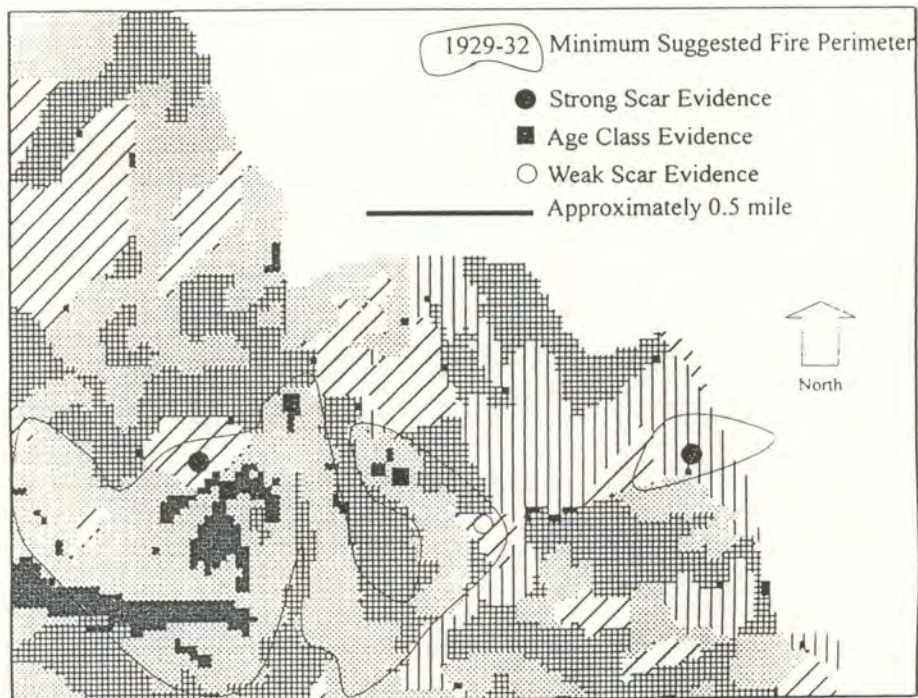 1929-32 Minimum Suggested Fire Perimeter
Strong Scar Evidence
Age Class Evidence
Weak Scar Evidence
Approximately 0.5 mile
North